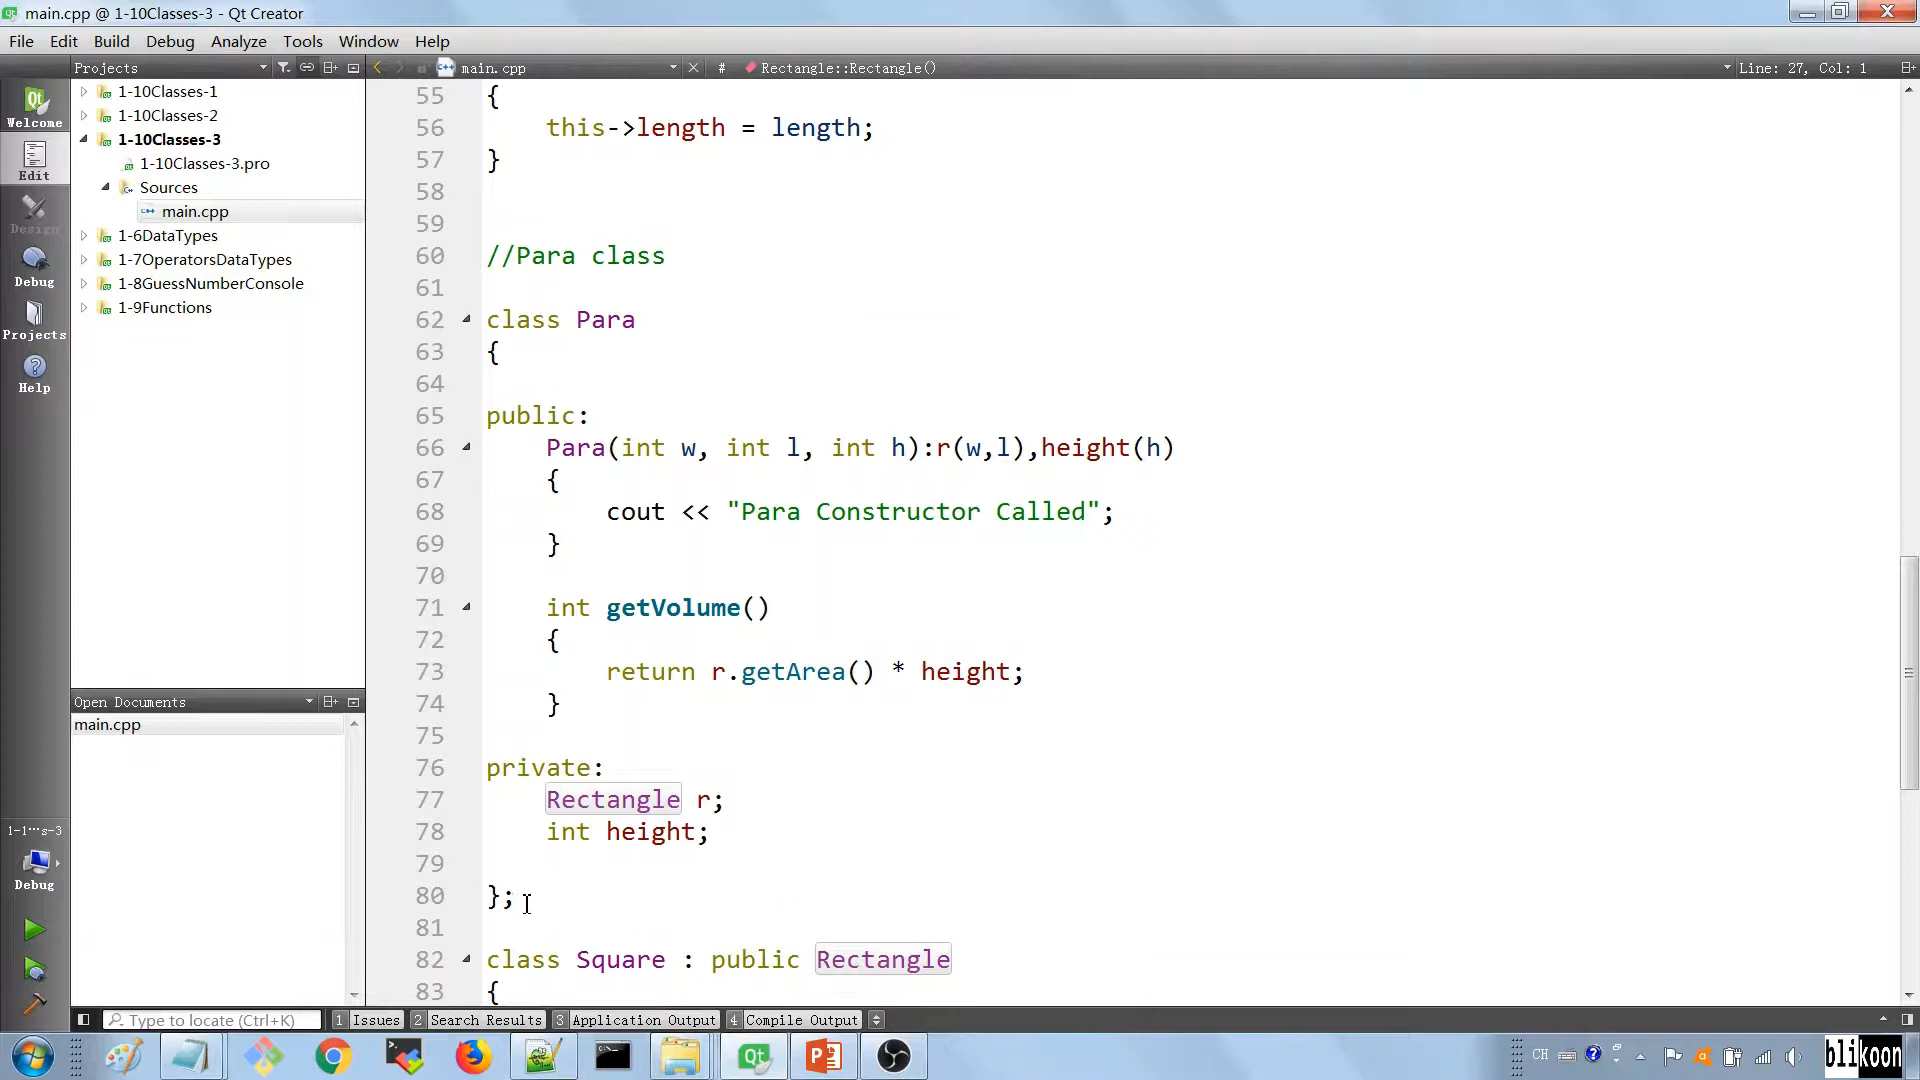 main.cpp @ 1-10Classes-3 - Qt Creator
File Edit Build Debug Analyze Tools Window Help
Projects
main.cpp
# Rectangle::Rectangle()
Line: 27, Col: 1
Welcome
Edit
Design
Debug
Projects
Help
1-10Classes-1
1-10Classes-2
1-10Classes-3
1-10Classes-3.pro
Sources
main.cpp
1-6DataTypes
1-7OperatorsDataTypes
1-8GuessNumberConsole
1-9Functions
Open Documents
main.cpp
1-1···s-3
Debug
55 {
56 this->length = length;
57 }
58
59
60 //Para class
61
62 class Para
63 {
64
65 public:
66 Para(int w, int l, int h):r(w,l),height(h)
67 {
68 cout << "Para Constructor Called";
69 }
70
71 int getVolume()
72 {
73 return r.getArea() * height;
74 }
75
76 private:
77 Rectangle r;
78 int height;
79
80 };
81
82 class Square : public Rectangle
83 {
Type to locate (Ctrl+K)
1 Issues 2 Search Results 3 Application Output 4 Compile Output
CH
blikoon